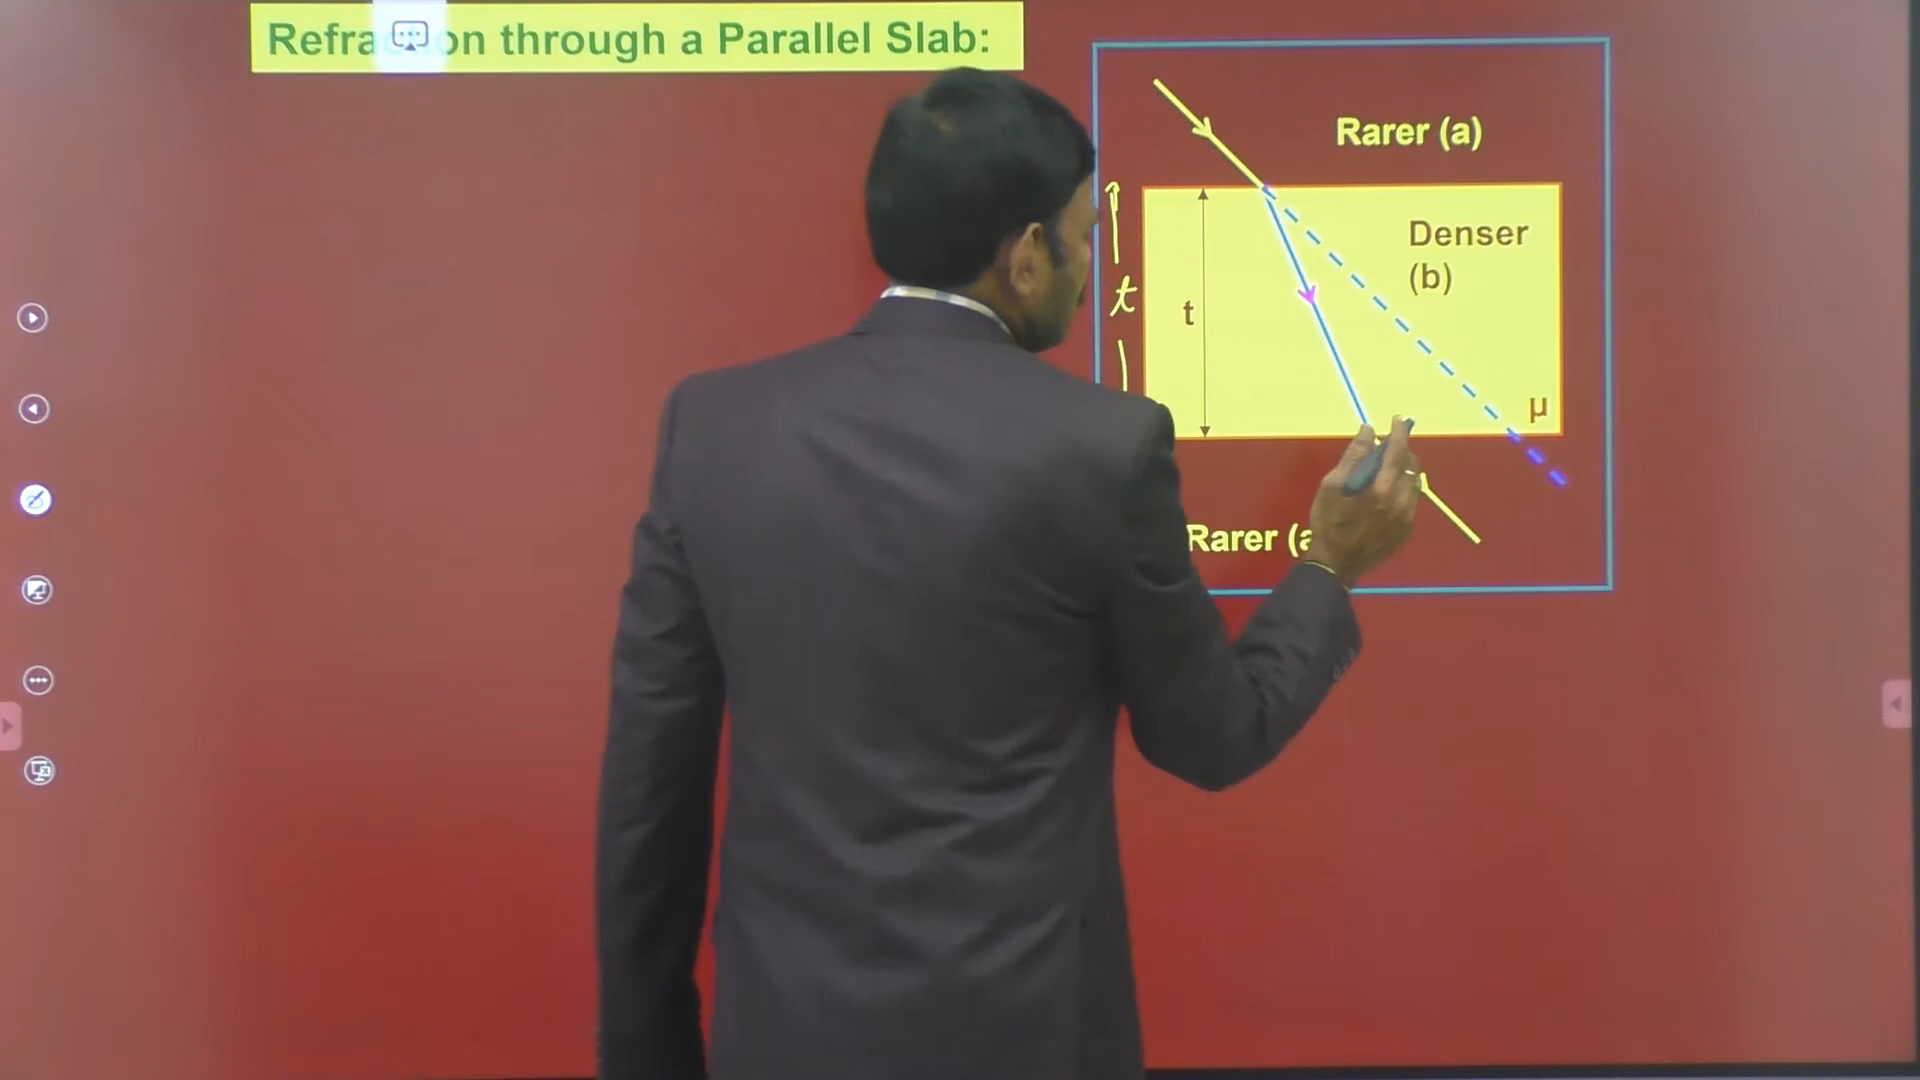 Refra on through a Parallel Slab:
Rarer (a)
Denser
(b)
t
t
μ
Rarer (a